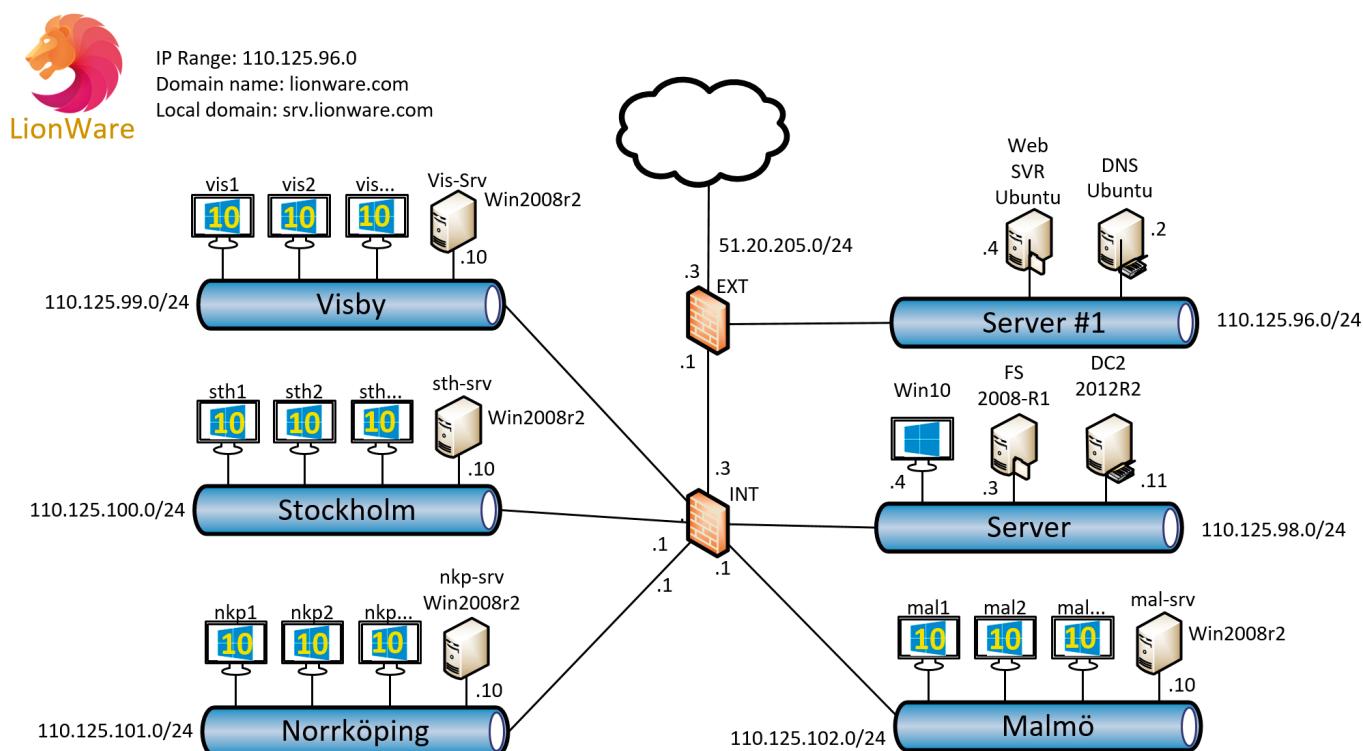 IP Range: 110.125.96.0
Domain name: lionware.com
Local domain: srv.lionware.com
LionWare
51.20.205.0/24
.3
EXT
.1
.3
INT
.1
.1
.1
vis1
vis2
vis...
Vis-Srv
Win2008r2
10
10
10
.10
110.125.99.0/24
Visby
sth1
sth2
sth...
sth-srv
Win2008r2
10
10
10
.10
110.125.100.0/24
Stockholm
nkp1
nkp2
nkp...
nkp-srv
Win2008r2
10
10
10
.10
110.125.101.0/24
Norrköping
Web
SVR
Ubuntu
.4
DNS
Ubuntu
.2
Server #1
110.125.96.0/24
Win10
.4
FS
2008-R1
.3
DC2
2012R2
.11
Server
110.125.98.0/24
mal1
mal2
mal...
mal-srv
Win2008r2
10
10
10
.10
110.125.102.0/24
Malmö